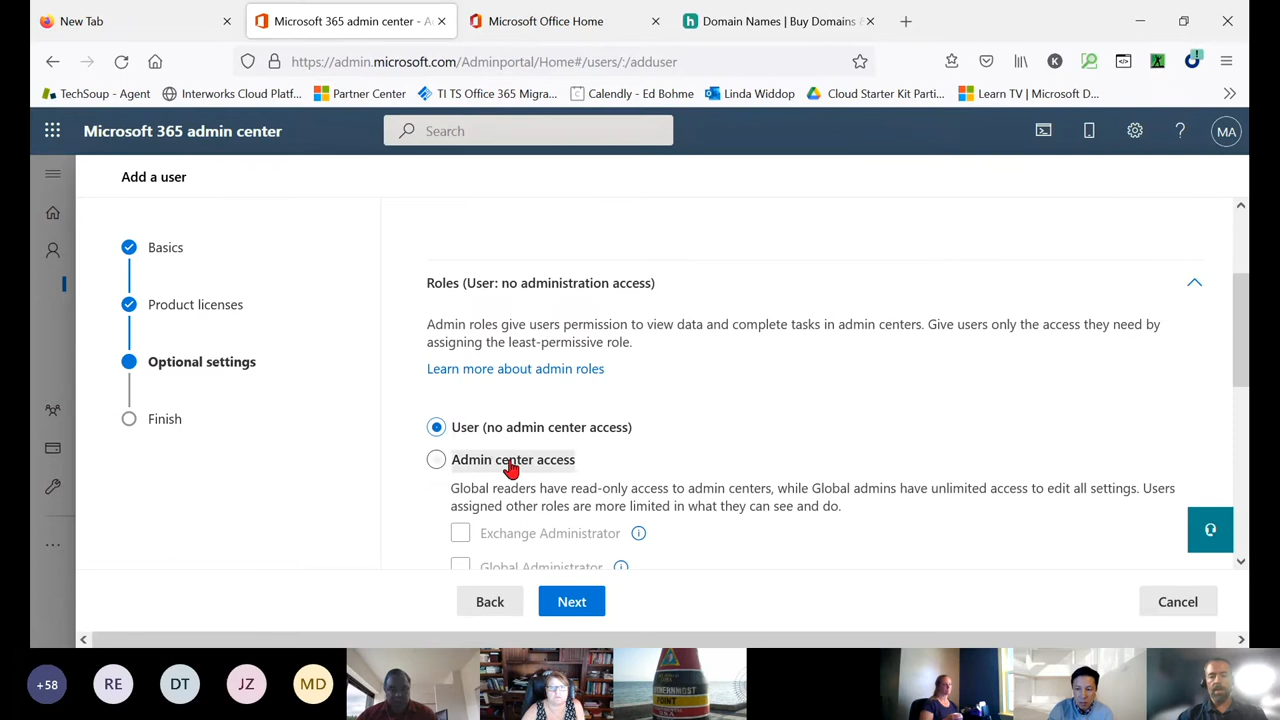 New Tab
Microsoft 365 admin center - A
Microsoft Office Home
Domain Names | Buy Domains &
https://admin.microsoft.com/Adminportal/Home#/users/:/adduser
TechSoup - Agent
Interworks Cloud Platf...
Partner Center
TI TS Office 365 Migra...
Calendly - Ed Bohme
Linda Widdop
Cloud Starter Kit Parti...
Learn TV | Microsoft D...
Microsoft 365 admin center
Search
MA
Add a user
Basics
Product licenses
Optional settings
Finish
Roles (User: no administration access)
Admin roles give users permission to view data and complete tasks in admin centers. Give users only the access they need by
assigning the least-permissive role.
Learn more about admin roles
User (no admin center access)
Admin center access
Global readers have read-only access to admin centers, while Global admins have unlimited access to edit all settings. Users
assigned other roles are more limited in what they can see and do.
Exchange Administrator
Global Administrator
Back
Next
Cancel
+58
RE
DT
JZ
MD